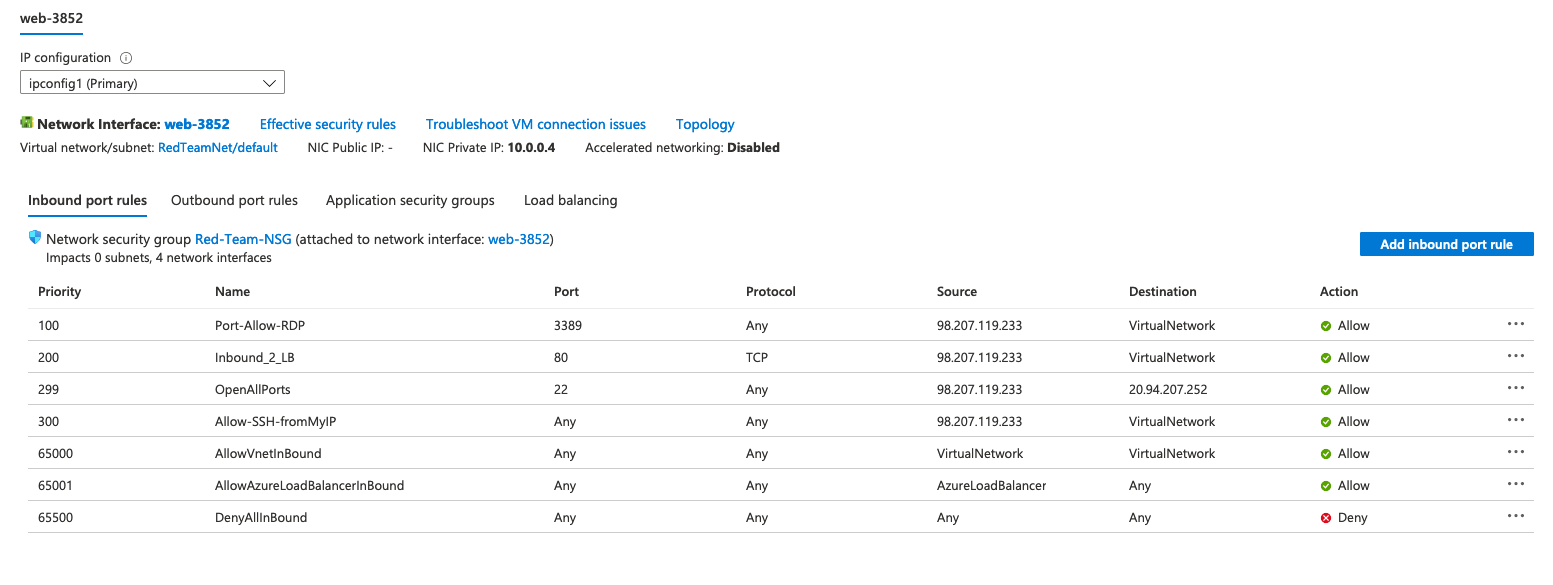 web-3852
IP configuration
ipconfig1 (Primary)
Network Interface: web-3852 Effective security rules Troubleshoot VM connection issues Topology
Virtual network/subnet: RedTeamNet/default NIC Public IP: - NIC Private IP: 10.0.0.4 Accelerated networking: Disabled
Inbound port rules Outbound port rules Application security groups Load balancing
Network security group Red-Team-NSG (attached to network interface: web-3852)
Impacts 0 subnets, 4 network interfaces
Add inbound port rule
Priority Name Port Protocol Source Destination Action
100 Port-Allow-RDP 3389 Any 98.207.119.233 VirtualNetwork Allow
200 Inbound_2_LB 80 TCP 98.207.119.233 VirtualNetwork Allow
299 OpenAllPorts 22 Any 98.207.119.233 20.94.207.252 Allow
300 Allow-SSH-fromMyIP Any Any 98.207.119.233 VirtualNetwork Allow
65000 AllowVnetInBound Any Any VirtualNetwork VirtualNetwork Allow
65001 AllowAzureLoadBalancerInBound Any Any AzureLoadBalancer Any Allow
65500 DenyAllInBound Any Any Any Any Deny